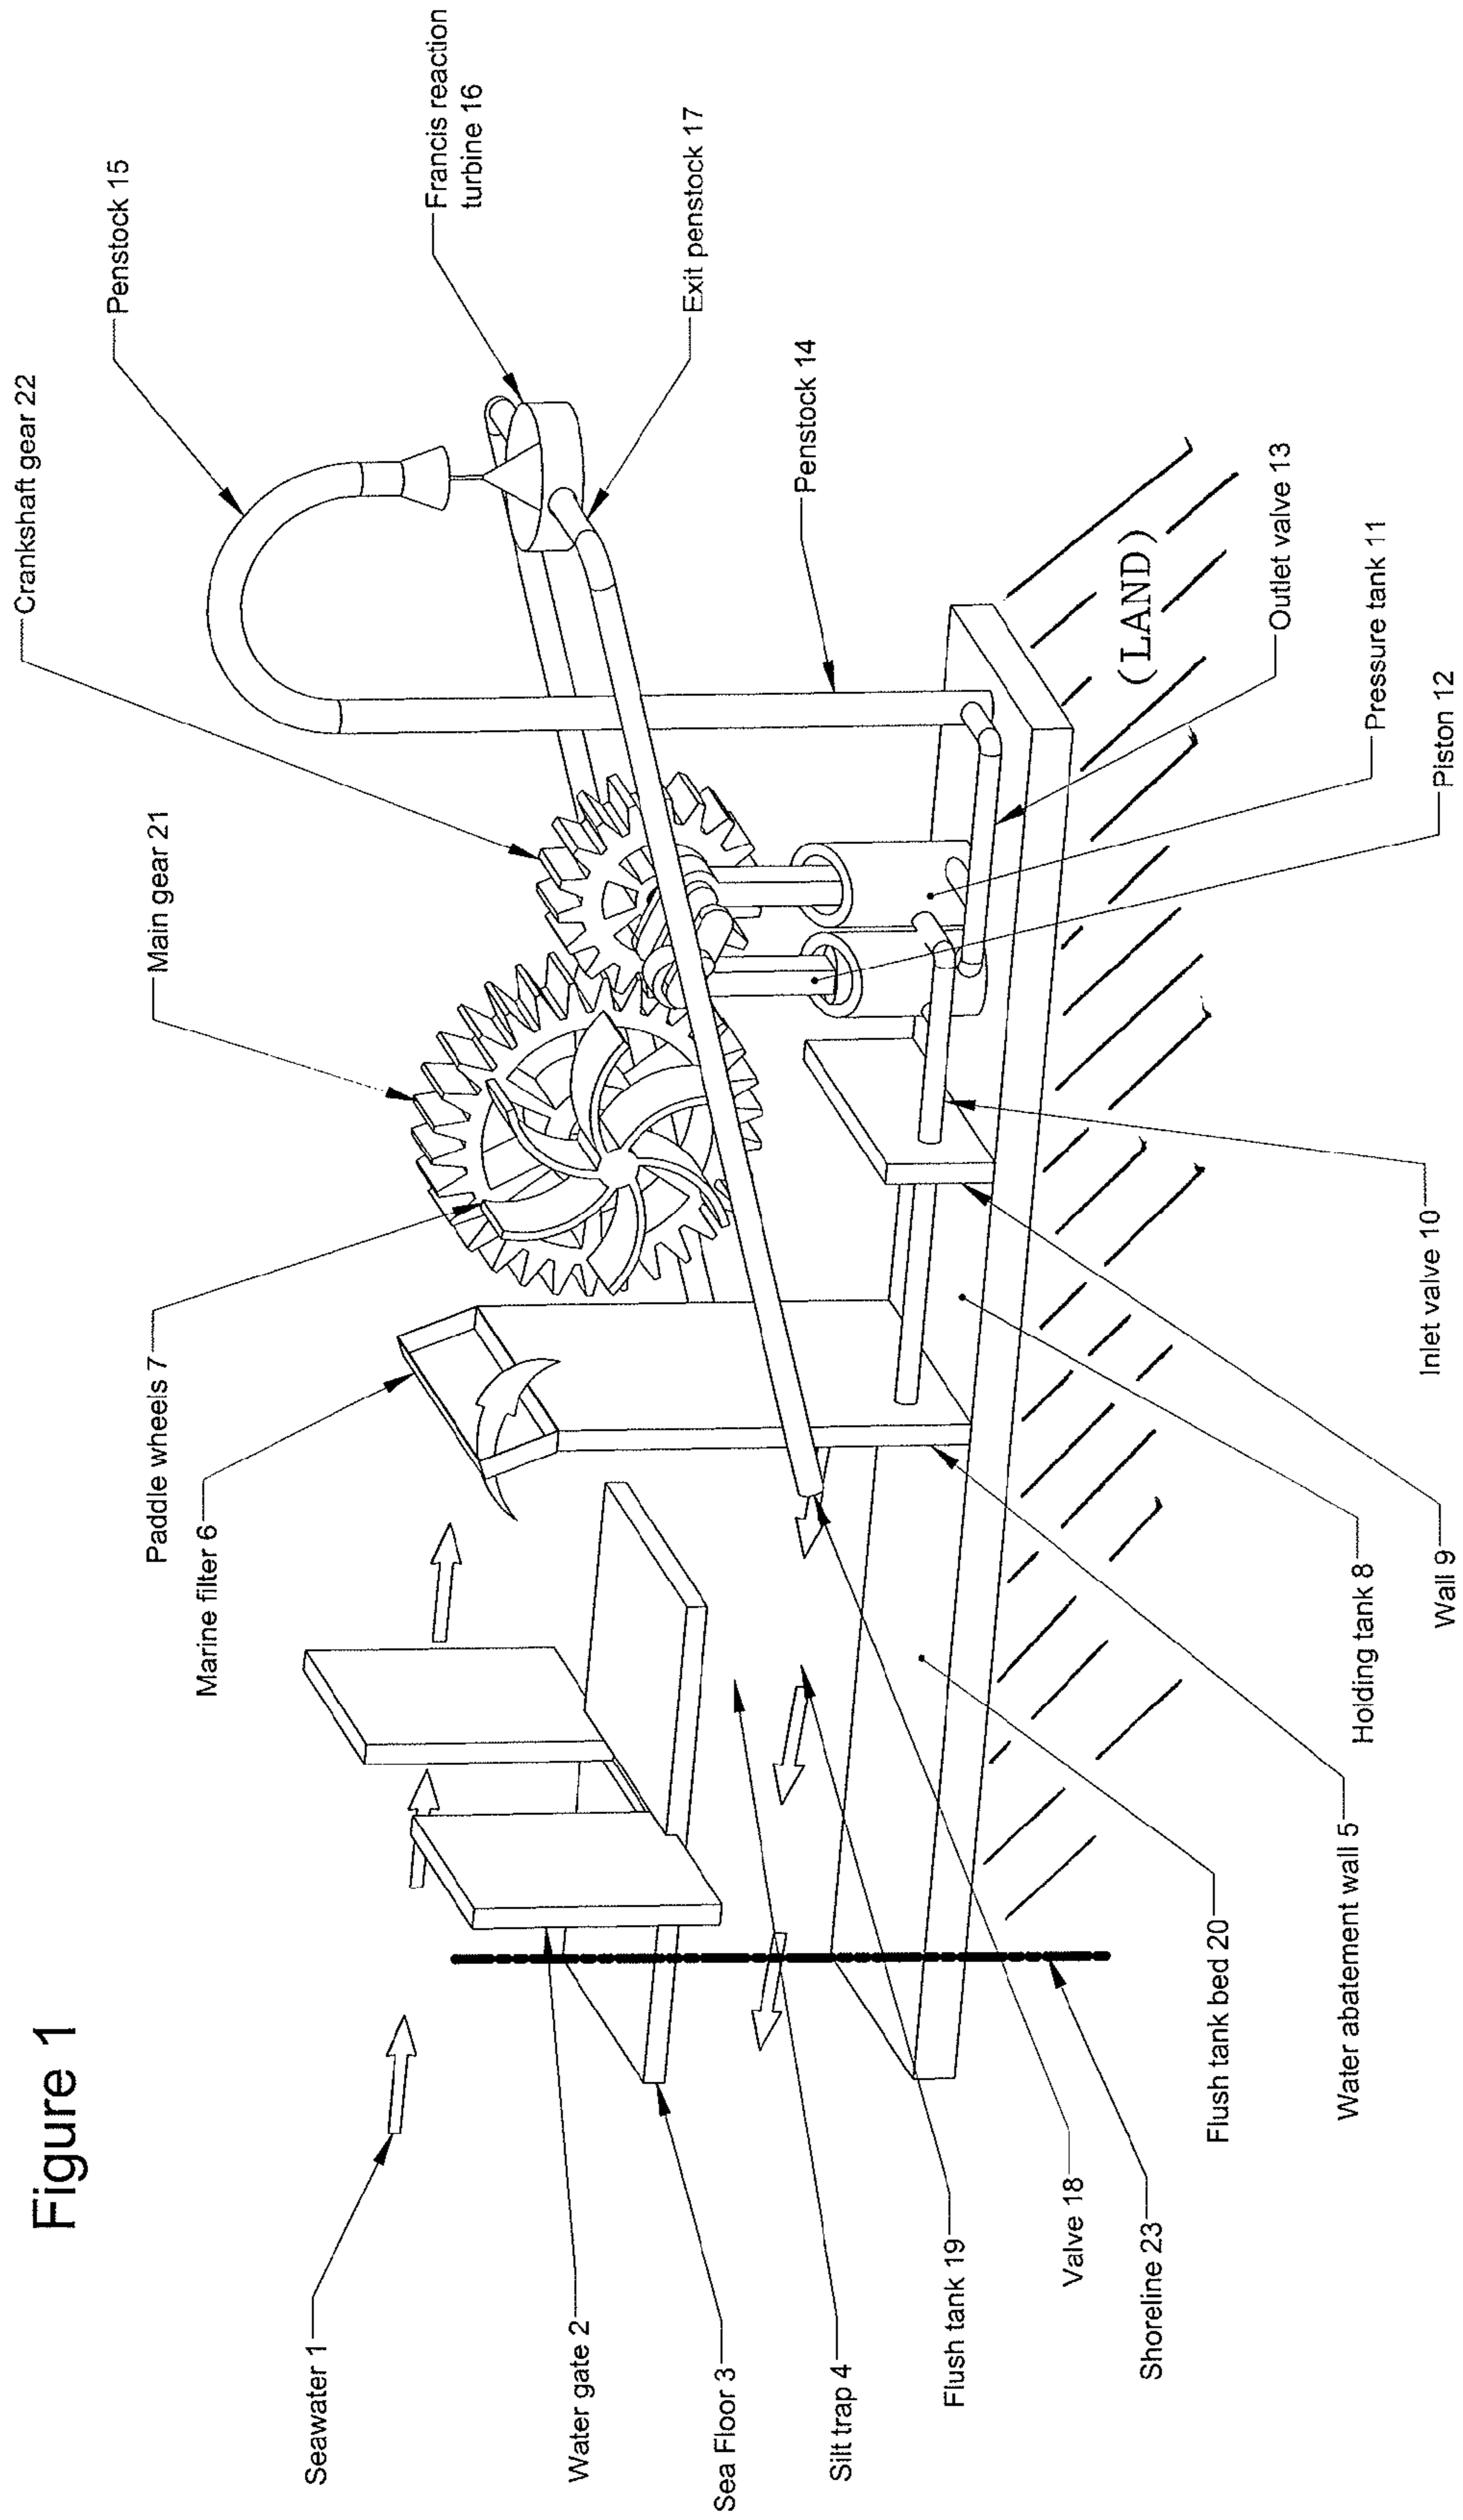 Figure 1
Seawater 1
Water gate 2
Sea Floor 3
Silt trap 4
Flush tank 19
Valve 18
Shoreline 23
Flush tank bed 20
Water abatement wall 5
Holding tank 8
Wall 9
Inlet valve 10
Marine filter 6
Paddle wheels 7
Main gear 21
Crankshaft gear 22
Penstock 15
Francis reaction
turbine 16
Exit penstock 17
Penstock 14
(LAND)
Outlet valve 13
Pressure tank 11
Piston 12